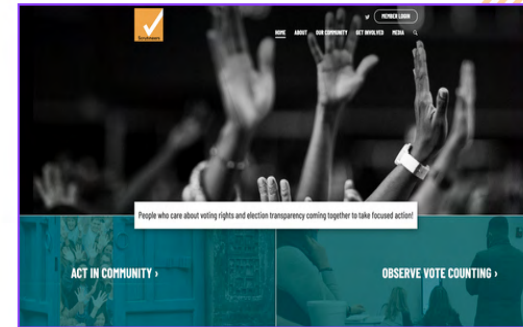 MEMBER LOGIN
Scrutineers
HOME ABOUT OUR COMMUNITY GET INVOLVED MEDIA
People who care about voting rights and election transparency coming together to take focused action!
ACT IN COMMUNITY ›
OBSERVE VOTE COUNTING ›